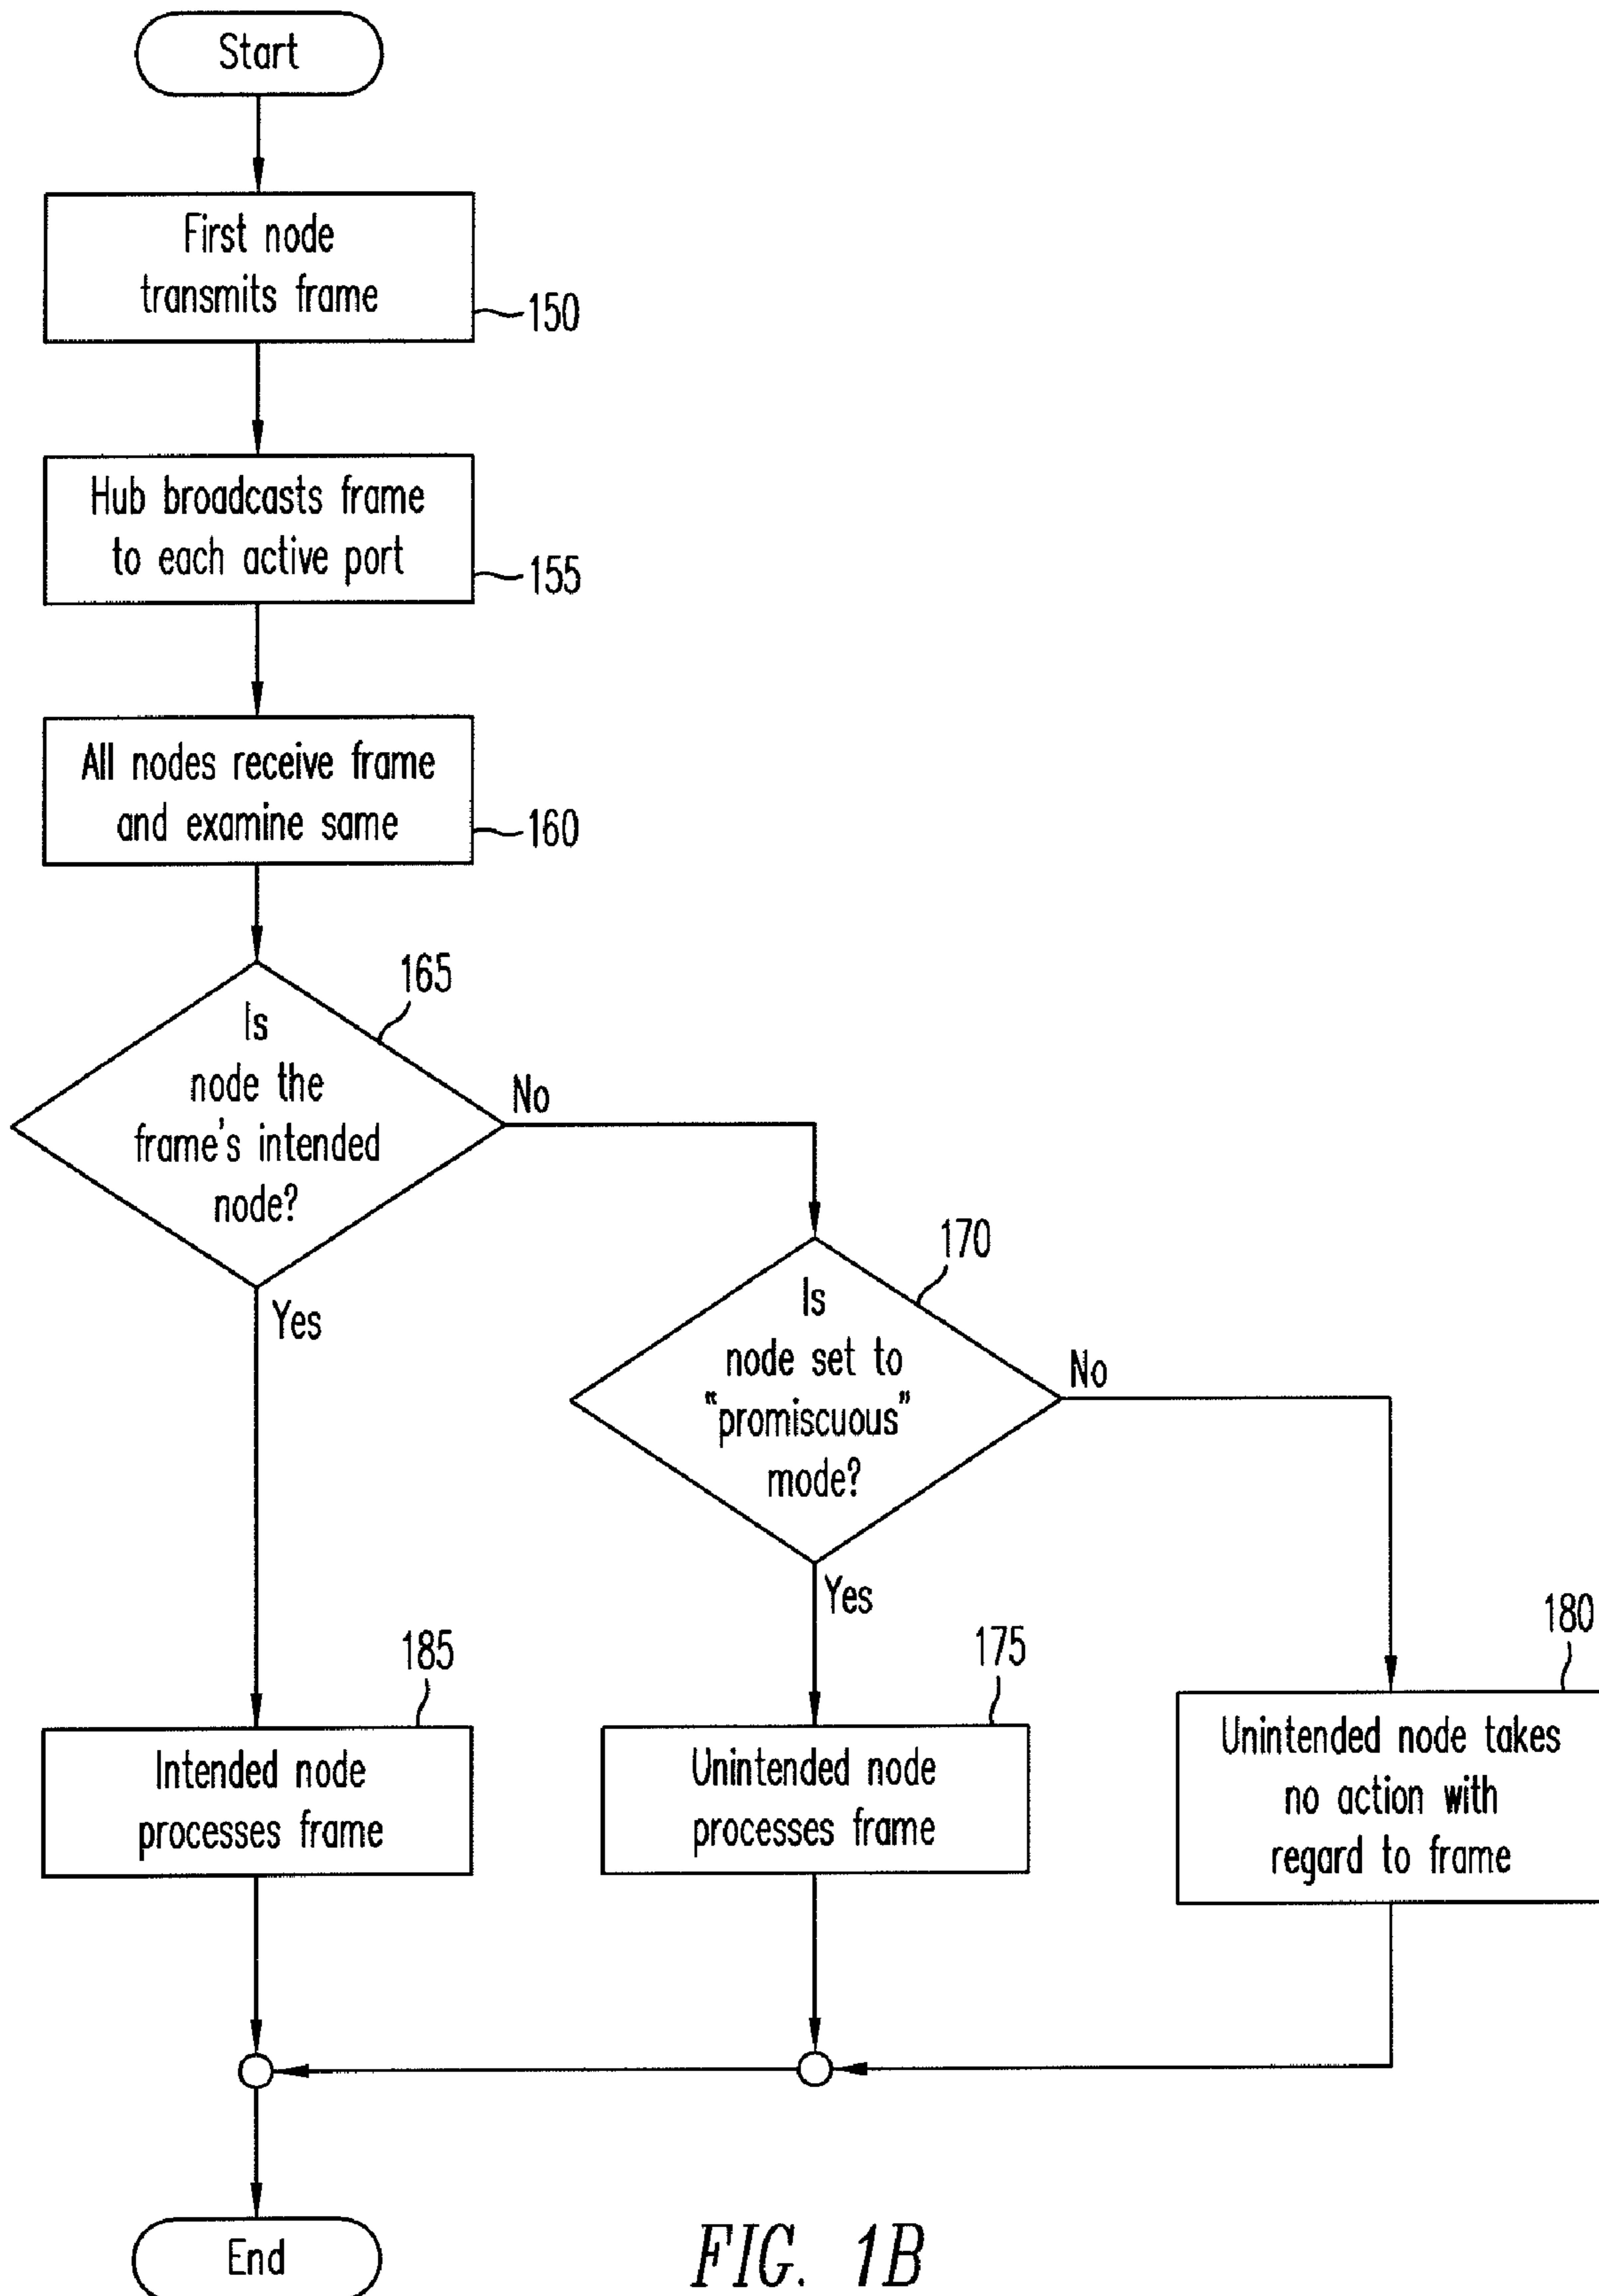 Start
First node
transmits frame
150
Hub broadcasts frame
to each active port
155
All nodes receive frame
and examine same
160
165
Is
node the
frame's intended
node?
No
Yes
170
Is
node set to
“promiscuous”
mode?
No
Yes
185
Intended node
processes frame
175
Unintended node
processes frame
180
Unintended node takes
no action with
regard to frame
End
FIG. 1B